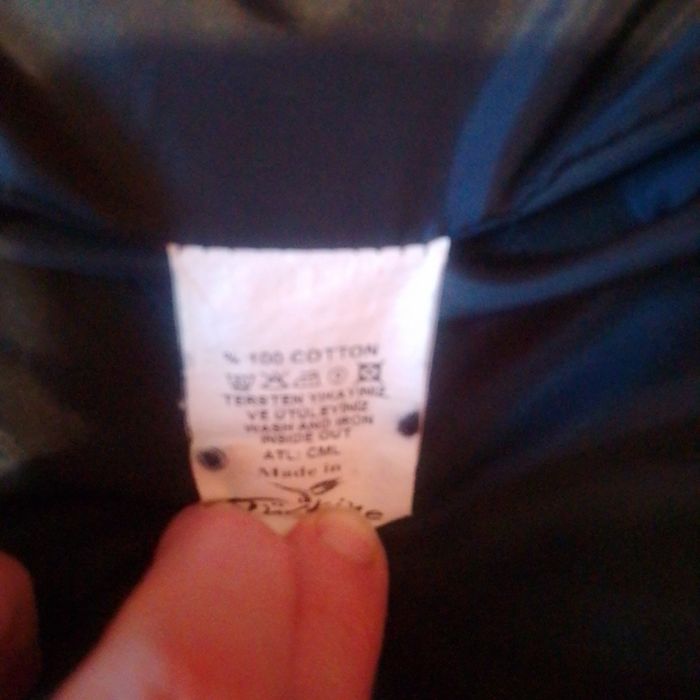 % 100 COTTON
TERSTEN YIKAYINIZ
VE ÜTÜLEYİNİZ
WASH AND IRON
INSIDE OUT
ATL: CML
Made in